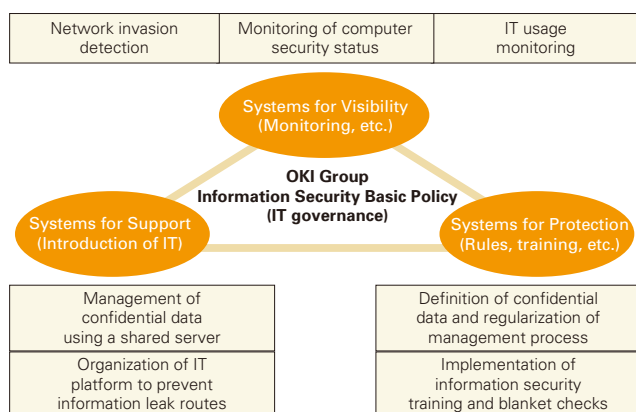 Network invasion
detection
Monitoring of computer
security status
IT usage
monitoring
Systems for Visibility
(Monitoring, etc.)
OKI Group
Information Security Basic Policy
(IT governance)
Systems for Support
(Introduction of IT)
Systems for Protection
(Rules, training, etc.)
Management of
confidential data
using a shared server
Organization of IT
platform to prevent
information leak routes
Definition of confidential
data and regularization of
management process
Implementation of
information security
training and blanket checks